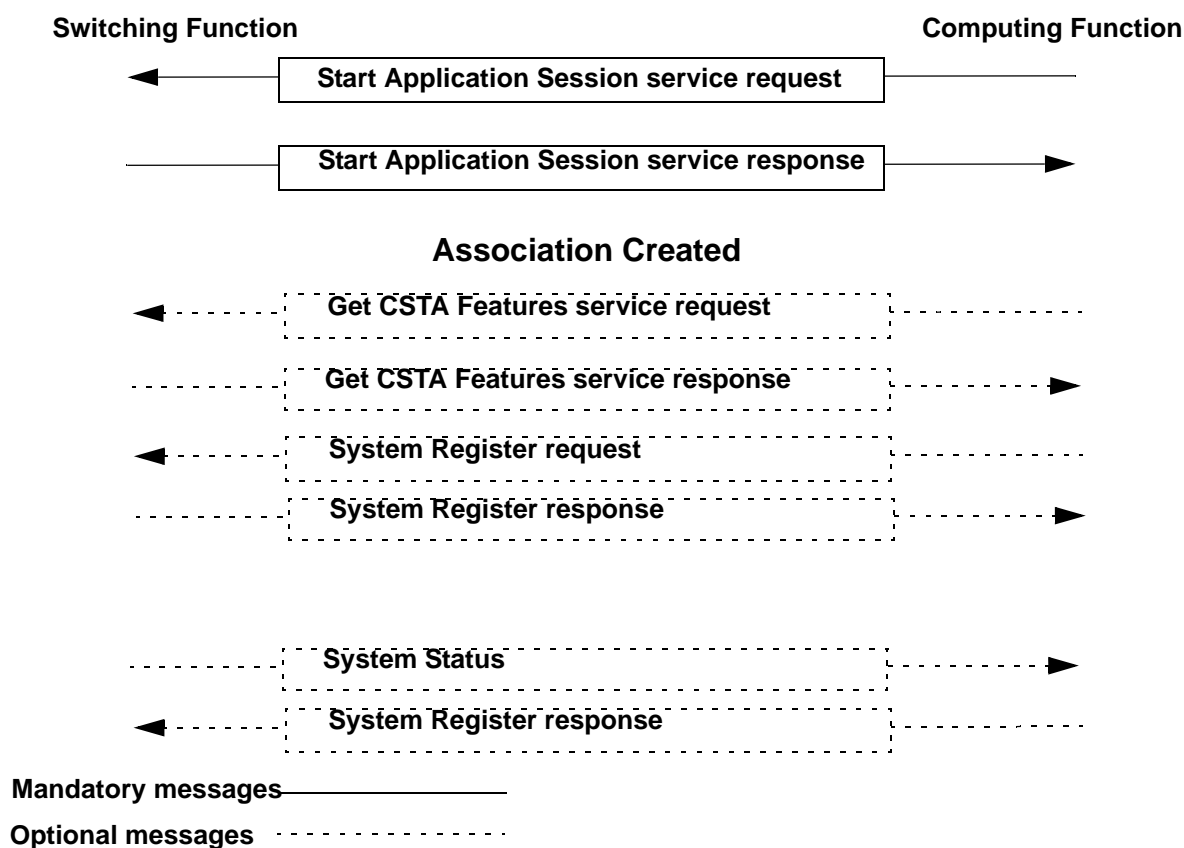 Switching Function
Computing Function
Start Application Session service request
Start Application Session service response
Association Created
Get CSTA Features service request
Get CSTA Features service response
System Register request
System Register response
System Status
System Register response
Mandatory messages
Optional messages